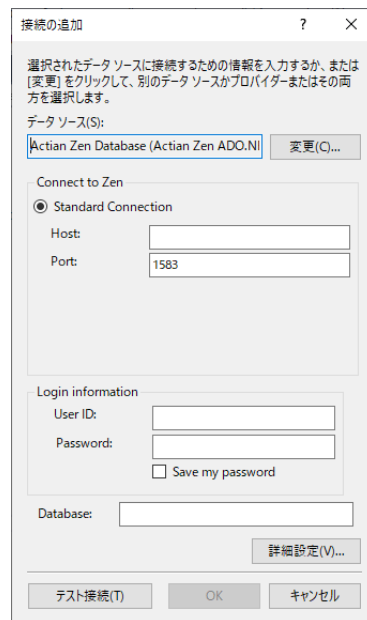 接続の追加
選択されたデータ ソースに接続するための情報を入力するか、または
[変更] をクリックして、別のデータ ソースかプロバイダーまたはその両
方を選択します。
データ ソース(S):
Actian Zen Database (Actian Zen ADO.NE 変更(C)...
Connect to Zen
Standard Connection
Host:
Port: 1583
Login information
User ID:
Password:
Save my password
Database:
詳細設定(V)...
テスト接続(T) OK キャンセル